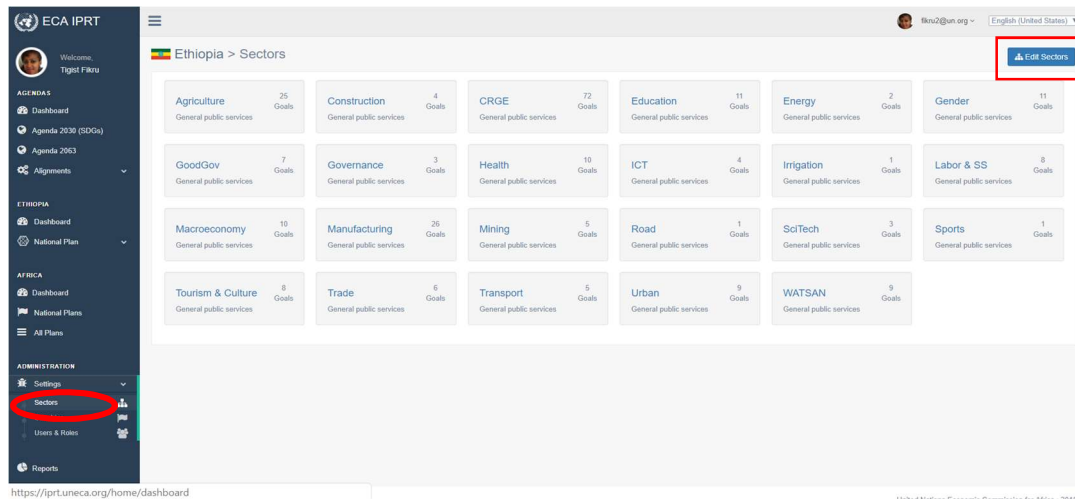 ECA IPRT
fikru2@un.org
English (United States)
Welcome,
Tigist Fikru
Ethiopia > Sectors
Edit Sectors
AGENDAS
Dashboard
Agenda 2030 (SDGs)
Agenda 2063
Alignments
ETHIOPIA
Dashboard
National Plan
AFRICA
Dashboard
National Plans
All Plans
ADMINISTRATION
Settings
Sectors
Users & Roles
Reports
Agriculture 25 Goals
General public services
Construction 4 Goals
General public services
CRGE 72 Goals
General public services
Education 11 Goals
General public services
Energy 2 Goals
General public services
Gender 11 Goals
General public services
GoodGov 7 Goals
General public services
Governance 3 Goals
General public services
Health 10 Goals
General public services
ICT 4 Goals
General public services
Irrigation 1 Goals
General public services
Labor & SS 8 Goals
General public services
Macroeconomy 10 Goals
General public services
Manufacturing 26 Goals
General public services
Mining 5 Goals
General public services
Road 1 Goals
General public services
SciTech 3 Goals
General public services
Sports 1 Goals
General public services
Tourism & Culture 8 Goals
General public services
Trade 6 Goals
General public services
Transport 5 Goals
General public services
Urban 9 Goals
General public services
WATSAN 9 Goals
General public services
https://iprt.uneca.org/home/dashboard